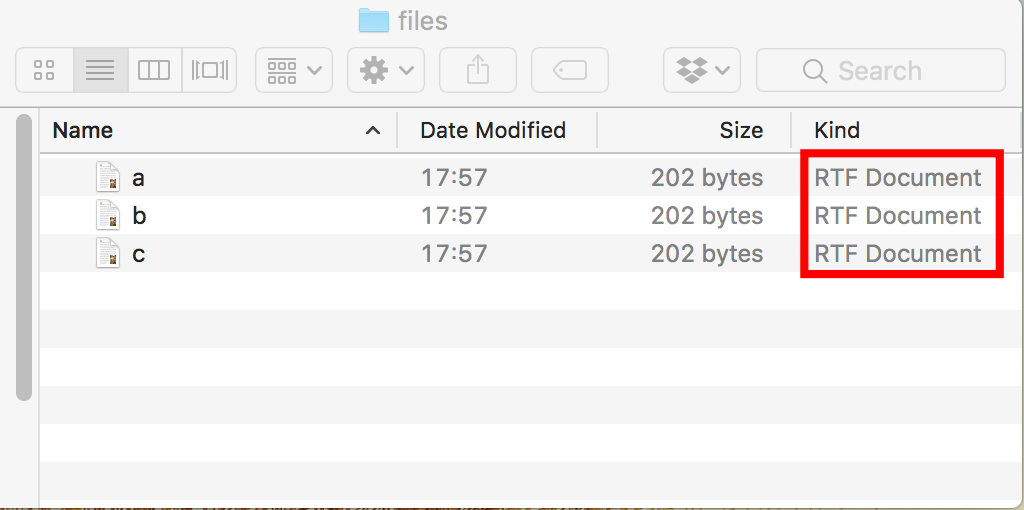 files
Search
Name Date Modified Size Kind
a 17:57 202 bytes RTF Document
b 17:57 202 bytes RTF Document
c 17:57 202 bytes RTF Document